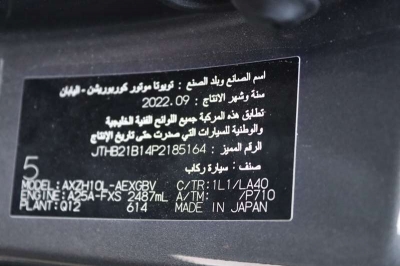 اسم الصانع وبلد الصنع : تويوتا موتور كوربوريشن - اليابان
سنة وشهر الانتاج : 2022.09
تطابق هذه المركبة جميع اللوائح الفنية الخليجية
والوطنية للسيارات التي صدرت حتى تاريخ الإنتاج
الرقم المميز : JTHB21B14P2185164
صنف : سيارة ركاب
5
MODEL:AXZH10L-AEXGBV C/TR:1L1/LA40
ENGINE:A25A-FXS 2487mL A/TM: /P710
PLANT:Q12 614 MADE IN JAPAN